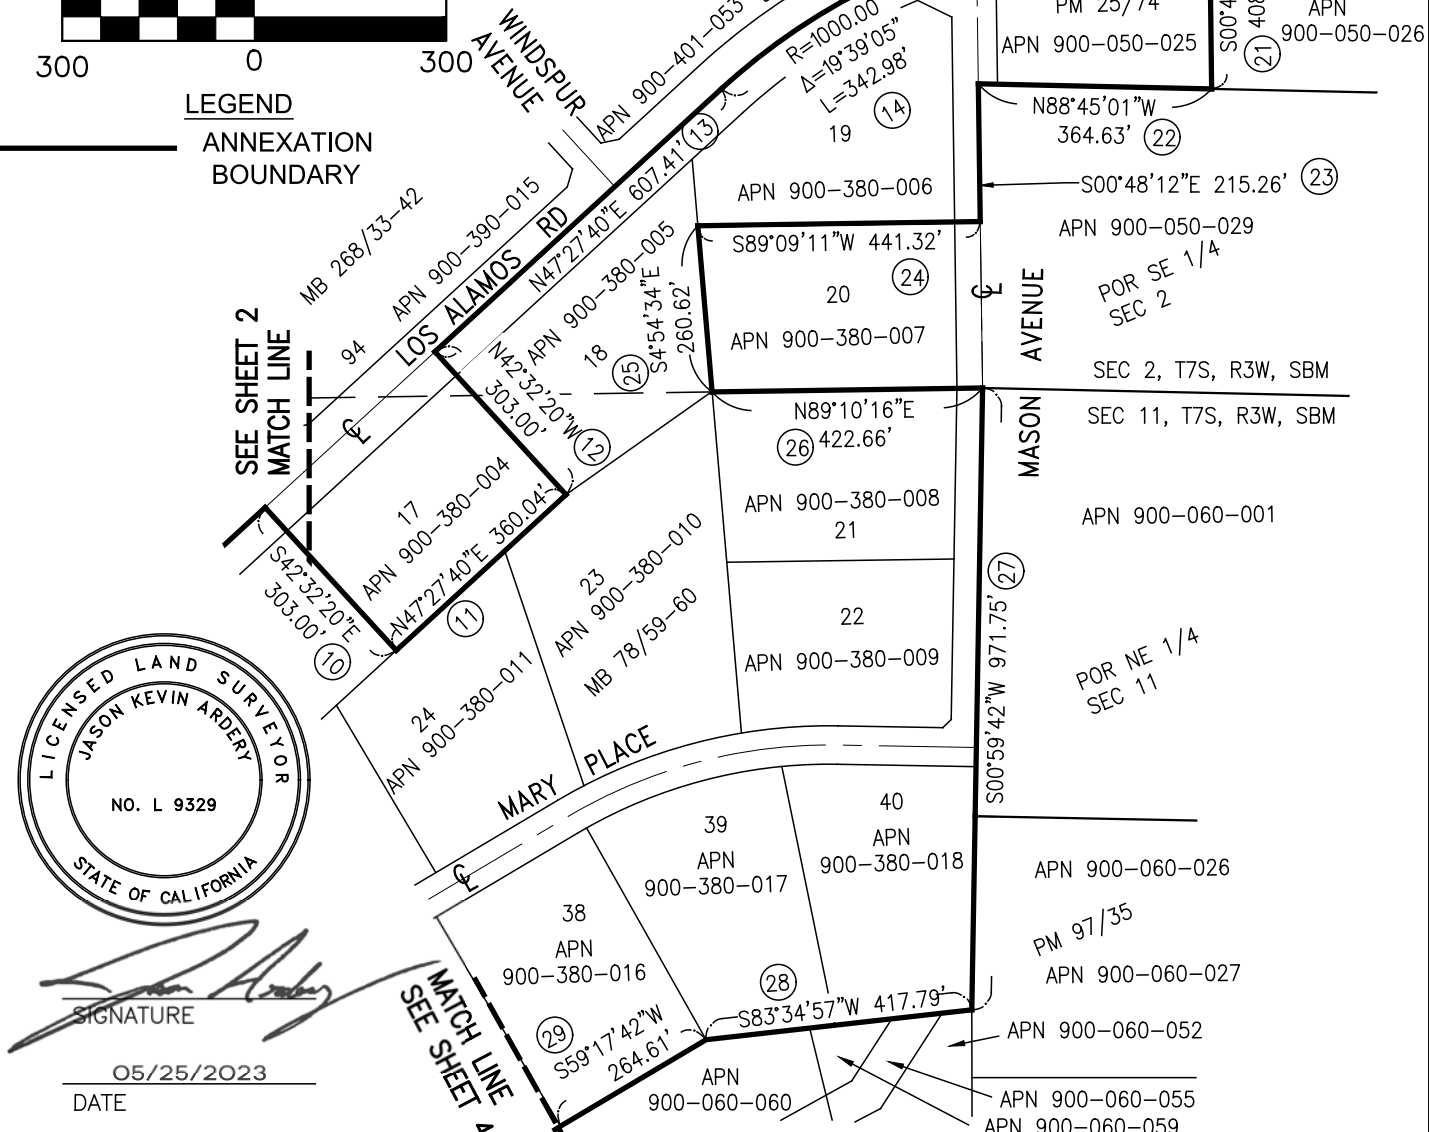 300 0 300
LEGEND
ANNEXATION
BOUNDARY
WINDSPUR
AVENUE
APN 900-401-053
R=1000.00
Δ=19°39'05"
L=342.98'
14
19
APN 900-380-006
PM 25/74
APN 900-050-025
21
APN
900-050-026
N88°45'01"W
364.63' 22
S00°48'12"E 215.26' 23
APN 900-050-029
POR SE 1/4
SEC 2
SEC 2, T7S, R3W, SBM
SEC 11, T7S, R3W, SBM
MASON AVENUE
APN 900-060-001
POR NE 1/4
SEC 11
MB 268/33-42
APN 900-390-015
94
LOS ALAMOS RD
N47°27'40"E 607.41' 13
APN 900-380-005
18
SEE SHEET 2
MATCH LINE
S89°09'11"W 441.32'
24
20
APN 900-380-007
S4°54'34"E
260.62'
25
N42°32'20"W
303.00'
12
N89°10'16"E
26 422.66'
APN 900-380-008
21
17
APN 900-380-004
N47°27'40"E 360.04'
11
S42°32'20"E
303.00'
10
23
APN 900-380-010
MB 78/59-60
22
APN 900-380-009
S00°59'42"W 971.75' 27
24
APN 900-380-011
MARY PLACE
LICENSED LAND SURVEYOR
JASON KEVIN ARDERY
NO. L 9329
STATE OF CALIFORNIA
SIGNATURE
05/25/2023
DATE
40
APN
900-380-018
39
APN
900-380-017
38
APN
900-380-016
APN 900-060-026
PM 97/35
APN 900-060-027
28
S83°34'57"W 417.79'
29
S59°17'42"W
264.61'
MATCH LINE
SEE SHEET 4
APN
900-060-060
APN 900-060-052
APN 900-060-055
APN 900-060-059